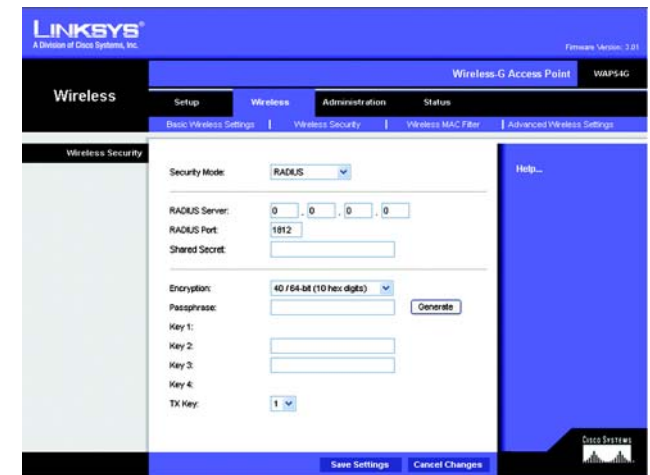 LINKSYS®
A Division of Cisco Systems, Inc.
Firmware Version: 3.01
Wireless-G Access Point WAP54G
Wireless
Setup Wireless Administration Status
Basic Wireless Settings | Wireless Security | Wireless MAC Filter | Advanced Wireless Settings
Wireless Security
Help...
Security Mode: RADIUS
RADIUS Server: 0 . 0 . 0 . 0
RADIUS Port: 1812
Shared Secret:
Encryption: 40 / 64-bit (10 hex digits)
Passphrase: Generate
Key 1:
Key 2:
Key 3:
Key 4:
TX Key: 1
Save Settings Cancel Changes
CISCO SYSTEMS